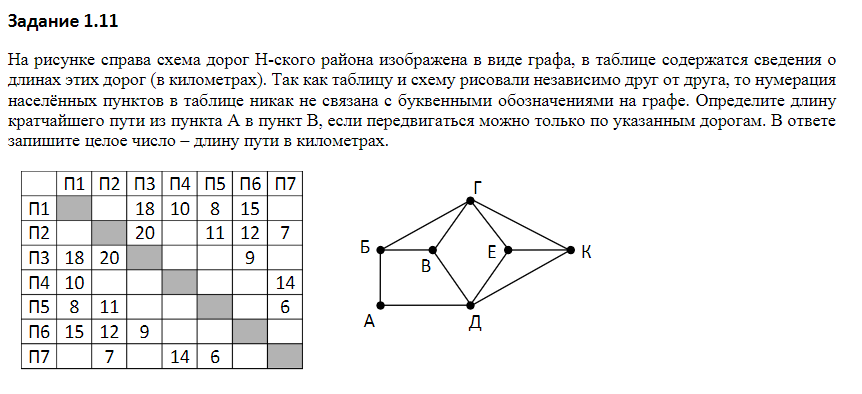 Задание 1.11
На рисунке справа схема дорог Н-ского района изображена в виде графа, в таблице содержатся сведения о
длинах этих дорог (в километрах). Так как таблицу и схему рисовали независимо друг от друга, то нумерация
населённых пунктов в таблице никак не связана с буквенными обозначениями на графе. Определите длину
кратчайшего пути из пункта А в пункт В, если передвигаться можно только по указанным дорогам. В ответе
запишите целое число – длину пути в километрах.
П1 П2 П3 П4 П5 П6 П7
П1 18 10 8 15
П2 20 11 12 7
П3 18 20 9
П4 10 14
П5 8 11 6
П6 15 12 9
П7 7 14 6
Г
Б В Е К
А Д